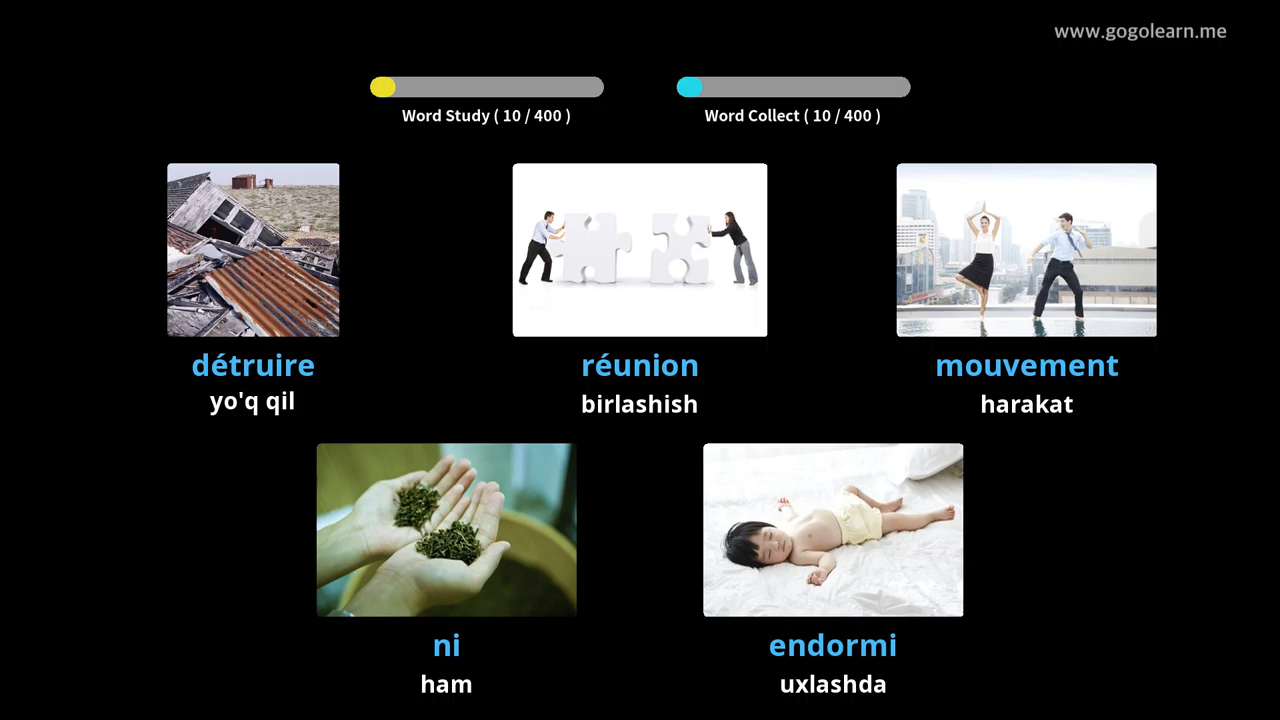 www.gogolearn.me
Word Study ( 10 / 400 )
Word Collect ( 10 / 400 )
détruire
yo'q qil
réunion
birlashish
mouvement
harakat
ni
ham
endormi
uxlashda